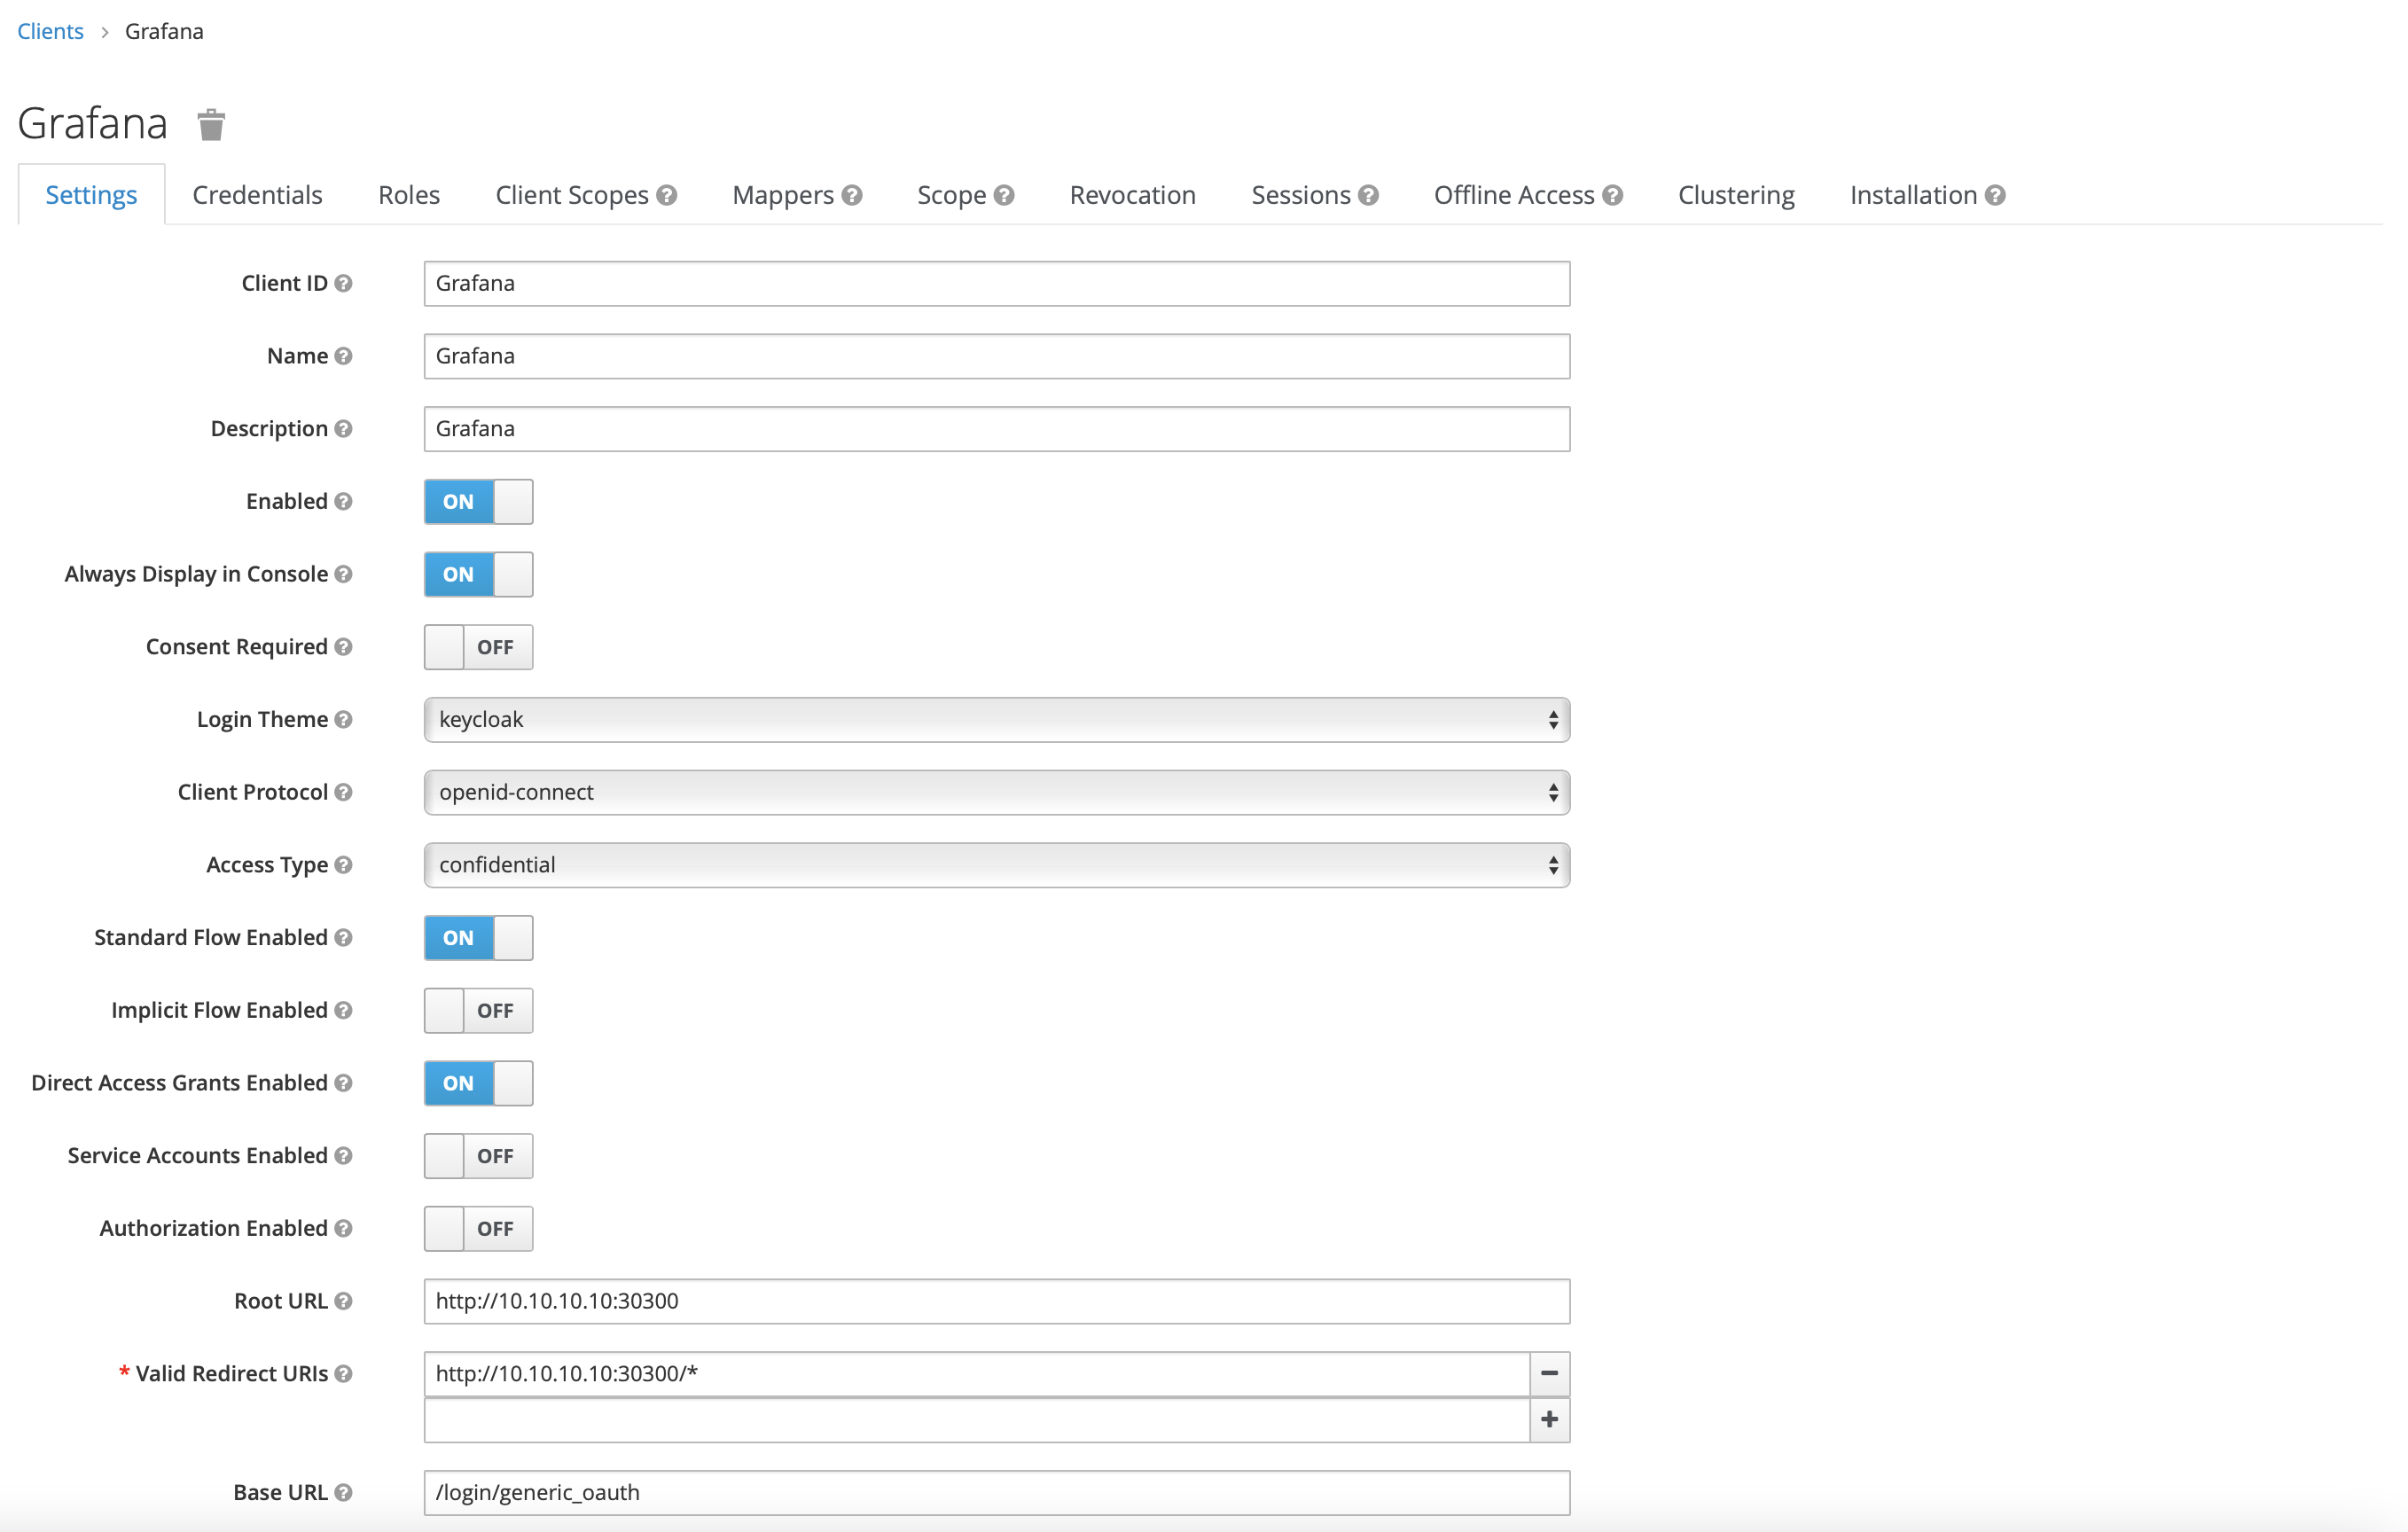 Clients > Grafana
Grafana
Settings Credentials Roles Client Scopes ? Mappers ? Scope ? Revocation Sessions ? Offline Access ? Clustering Installation ?
Client ID ? Grafana
Name ? Grafana
Description ? Grafana
Enabled ? ON
Always Display in Console ? ON
Consent Required ? OFF
Login Theme ? keycloak
Client Protocol ? openid-connect
Access Type ? confidential
Standard Flow Enabled ? ON
Implicit Flow Enabled ? OFF
Direct Access Grants Enabled ? ON
Service Accounts Enabled ? OFF
Authorization Enabled ? OFF
Root URL ? http://10.10.10.10:30300
* Valid Redirect URIs ? http://10.10.10.10:30300/*
Base URL ? /login/generic_oauth